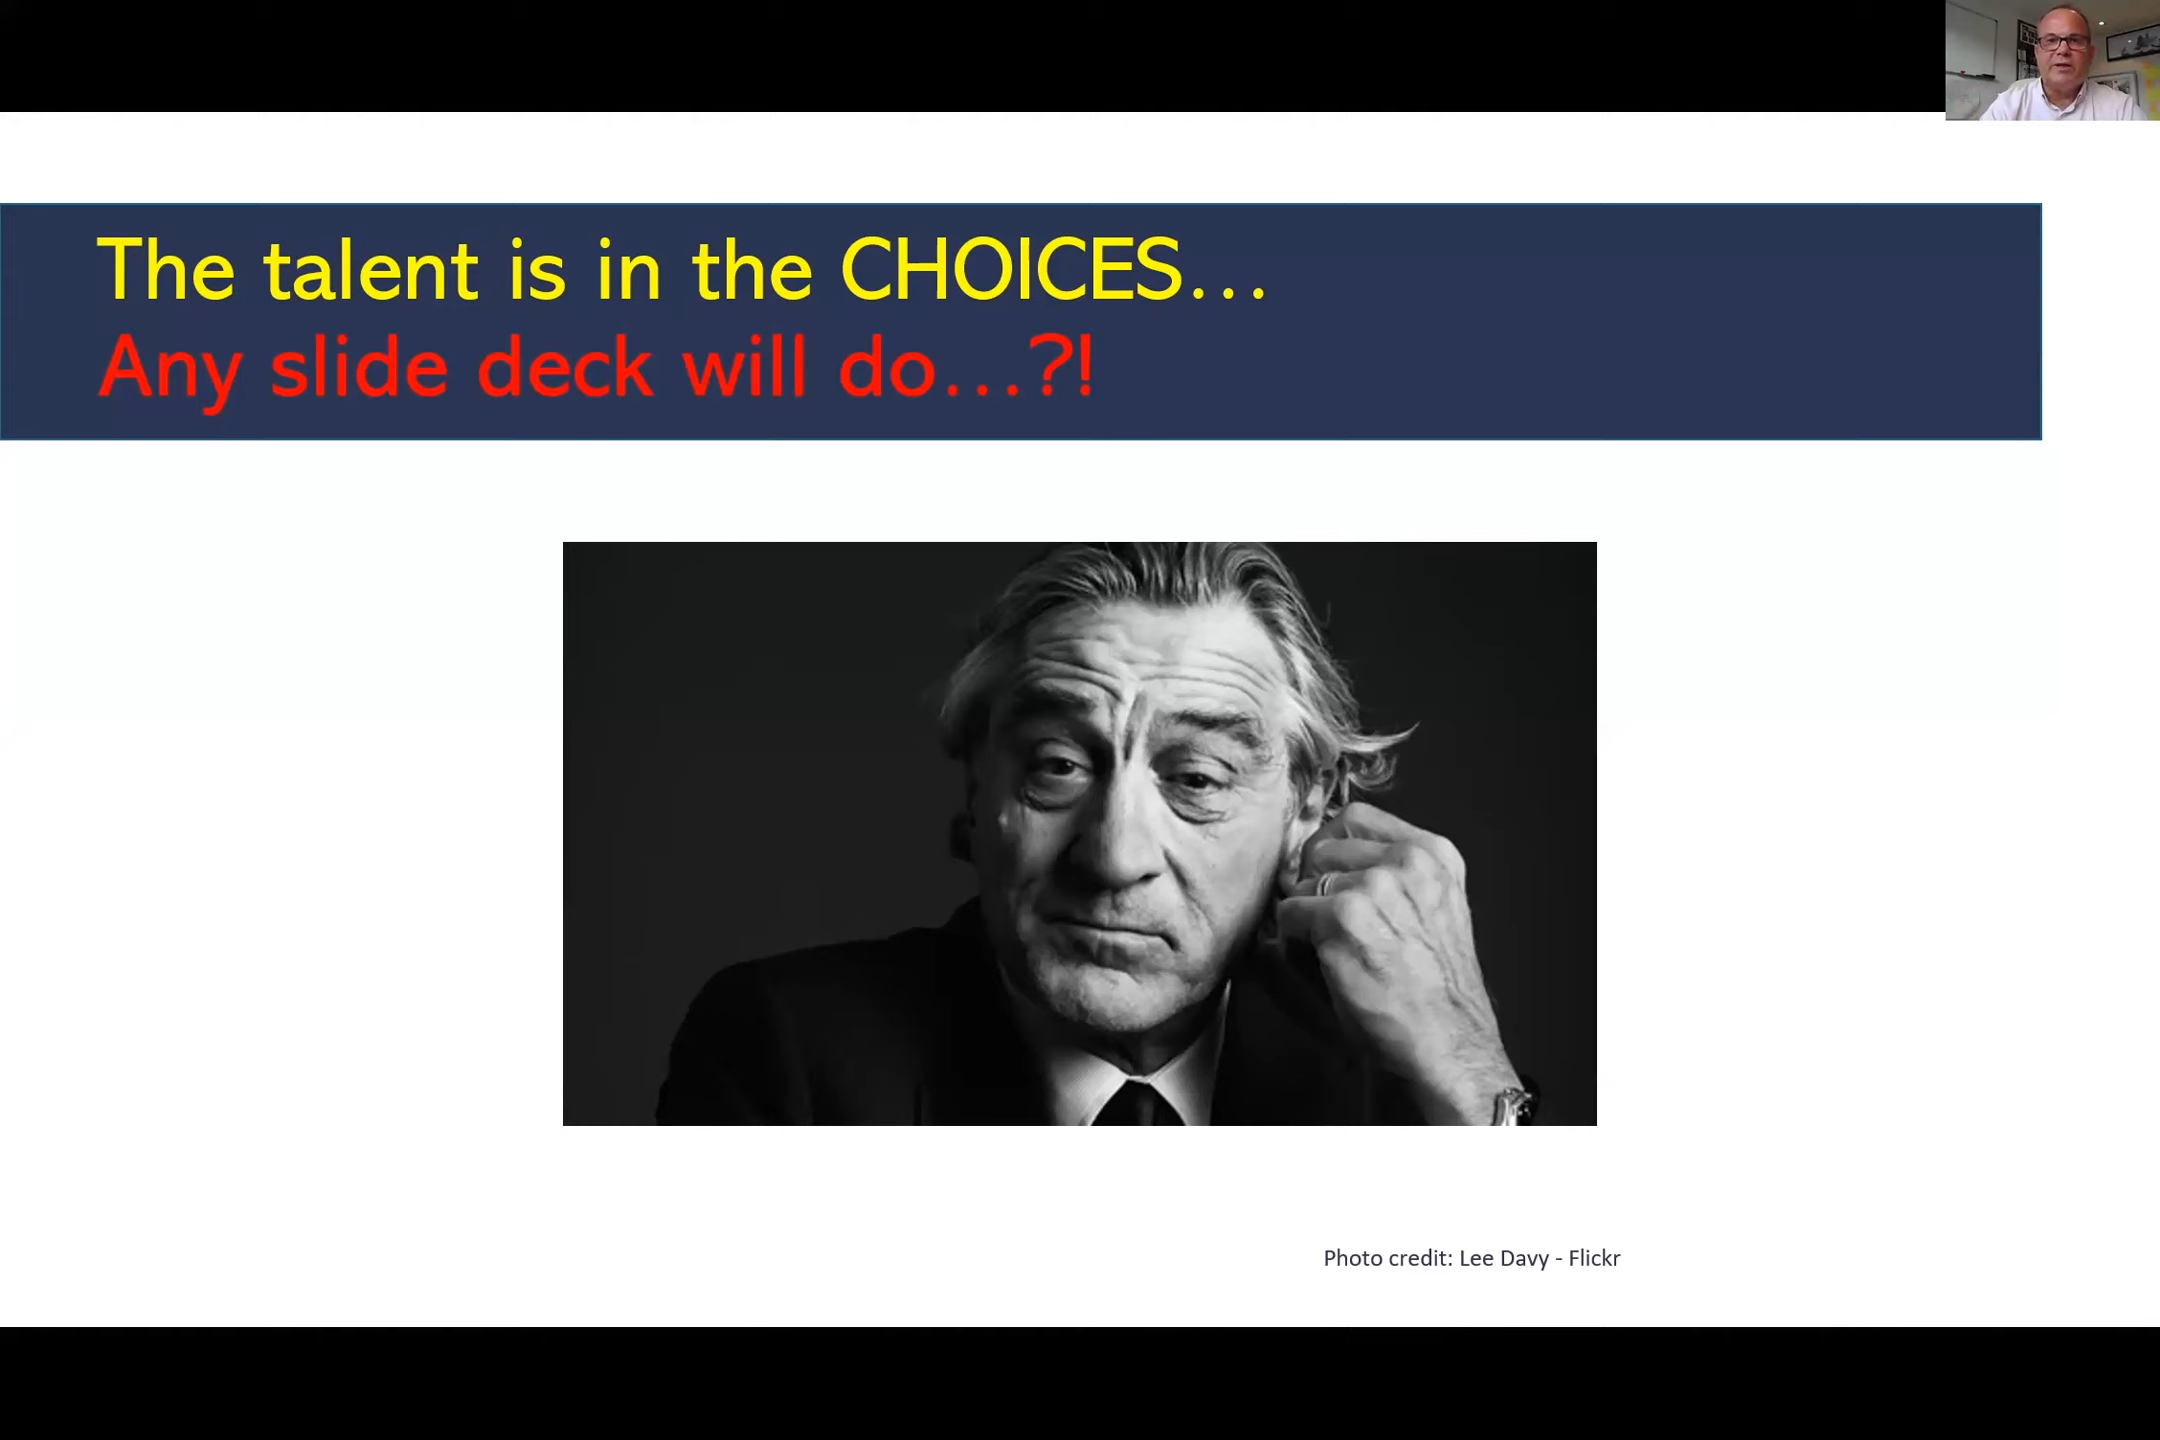 The talent is in the CHOICES...
Any slide deck will do...?!
Photo credit: Lee Davy - Flickr